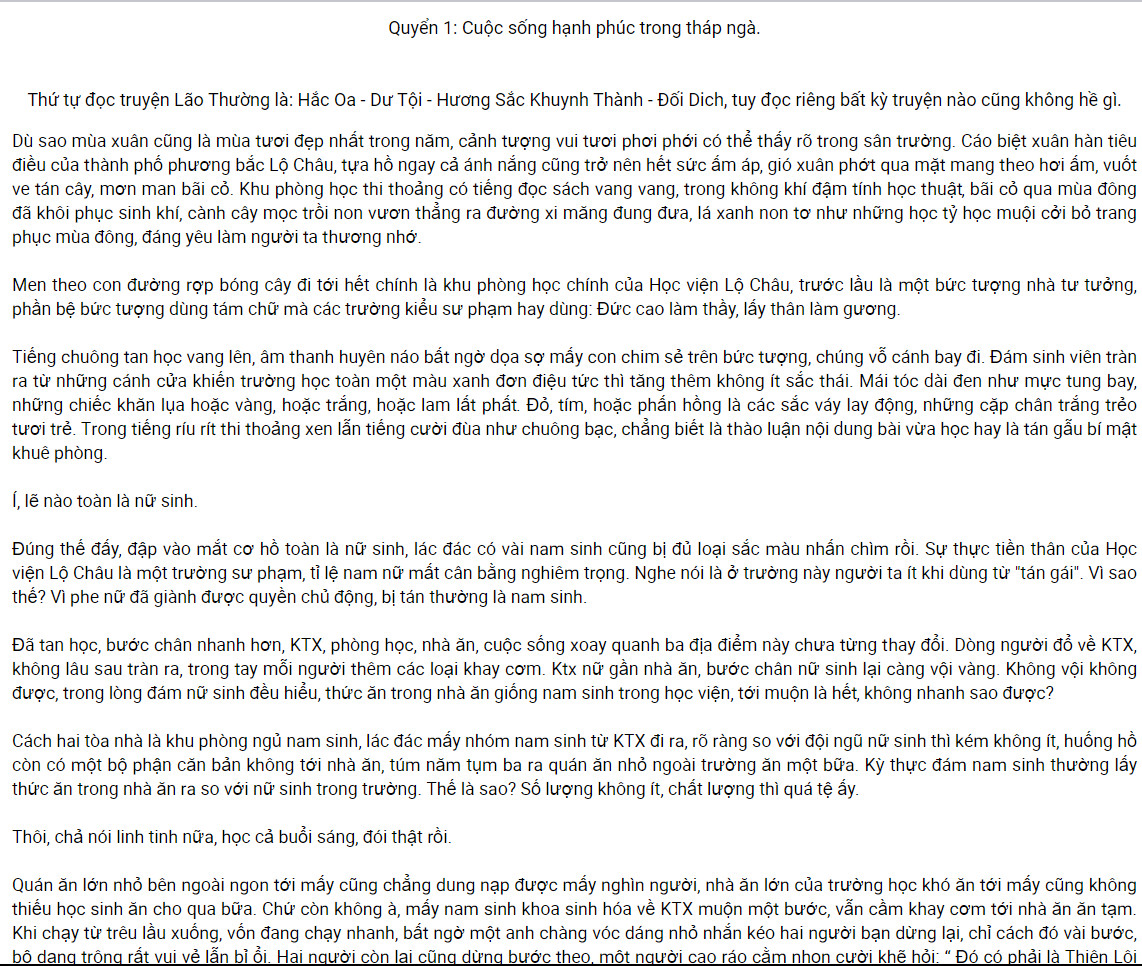 Quyển 1: Cuộc sống hạnh phúc trong tháp ngà.
Thứ tự đọc truyện Lão Thường là: Hắc Oa - Dư Tội - Hương Sắc Khuynh Thành - Đối Dich, tuy đọc riêng bất kỳ truyện nào cũng không hề gì.
Dù sao mùa xuân cũng là mùa tươi đẹp nhất trong năm, cảnh tượng vui tươi phơi phới có thể thấy rõ trong sân trường. Cáo biệt xuân hàn tiêu
điều của thành phố phương bắc Lộ Châu, tựa hồ ngay cả ánh nắng cũng trở nên hết sức ấm áp, gió xuân phớt qua mặt mang theo hơi ấm, vuốt
ve tán cây, mơn man bãi cỏ. Khu phòng học thi thoảng có tiếng đọc sách vang vang, trong không khí đậm tính học thuật, bãi cỏ qua mùa đông
đã khôi phục sinh khí, cành cây mọc trồi non vươn thẳng ra đường xi măng đung đưa, lá xanh non tơ như những học tỷ học muội cởi bỏ trang
phục mùa đông, đáng yêu làm người ta thương nhớ.
Men theo con đường rợp bóng cây đi tới hết chính là khu phòng học chính của Học viện Lộ Châu, trước lầu là một bức tượng nhà tư tưởng,
phần bệ bức tượng dùng tám chữ mà các trường kiểu sư phạm hay dùng: Đức cao làm thầy, lấy thân làm gương.
Tiếng chuông tan học vang lên, âm thanh huyên náo bất ngờ dọa sợ mấy con chim sẻ trên bức tượng, chúng vỗ cánh bay đi. Đám sinh viên tràn
ra từ những cánh cửa khiến trường học toàn một màu xanh đơn điệu tức thì tăng thêm không ít sắc thái. Mái tóc dài đen như mực tung bay,
những chiếc khăn lụa hoặc vàng, hoặc trắng, hoặc lam lất phất. Đỏ, tím, hoặc phấn hồng là các sắc váy lay động, những cặp chân trắng trẻo
tươi trẻ. Trong tiếng ríu rít thi thoảng xen lẫn tiếng cười đùa như chuông bạc, chẳng biết là thào luận nội dung bài vừa học hay là tán gẫu bí mật
khuê phòng.
Í, lẽ nào toàn là nữ sinh.
Đúng thế đấy, đập vào mắt cơ hồ toàn là nữ sinh, lác đác có vài nam sinh cũng bị đủ loại sắc màu nhấn chìm rồi. Sự thực tiền thân của Học
viện Lộ Châu là một trường sư phạm, tỉ lệ nam nữ mất cân bằng nghiêm trọng. Nghe nói là ở trường này người ta ít khi dùng từ "tán gái". Vì sao
thế? Vì phe nữ đã giành được quyền chủ động, bị tán thường là nam sinh.
Đã tan học, bước chân nhanh hơn, KTX, phòng học, nhà ăn, cuộc sống xoay quanh ba địa điểm này chưa từng thay đổi. Dòng người đổ về KTX,
không lâu sau tràn ra, trong tay mỗi người thêm các loại khay cơm. Ktx nữ gần nhà ăn, bước chân nữ sinh lại càng vội vàng. Không vội không
được, trong lòng đám nữ sinh đều hiểu, thức ăn trong nhà ăn giống nam sinh trong học viện, tới muộn là hết, không nhanh sao được?
Cách hai tòa nhà là khu phòng ngủ nam sinh, lác đác mấy nhóm nam sinh từ KTX đi ra, rõ ràng so với đội ngũ nữ sinh thì kém không ít, huống hồ
còn có một bộ phận căn bản không tới nhà ăn, túm năm tụm ba ra quán ăn nhỏ ngoài trường ăn một bữa. Kỳ thực đám nam sinh thường lấy
thức ăn trong nhà ăn ra so với nữ sinh trong trường. Thế là sao? Số lượng không ít, chất lượng thì quá tệ ấy.
Thôi, chả nói linh tinh nữa, học cả buổi sáng, đói thật rồi.
Quán ăn lớn nhỏ bên ngoài ngon tới mấy cũng chẳng dung nạp được mấy nghìn người, nhà ăn lớn của trường học khó ăn tới mấy cũng không
thiếu học sinh ăn cho qua bữa. Chứ còn không à, mấy nam sinh khoa sinh hóa về KTX muộn một bước, vẫn cầm khay cơm tới nhà ăn ăn tạm.
Khi chạy từ trêu lầu xuống, vốn đang chạy nhanh, bất ngờ một anh chàng vóc dáng nhỏ nhắn kéo hai người bạn dừng lại, chỉ cách đó vài bước,
bộ dạng trông rất vui vẻ lẫn bỉ ổi. Hai người còn lại cũng dừng bước theo, một người cao ráo cằm nhọn cười khẽ hỏi: “ Đó có phải là Thiên Lôi